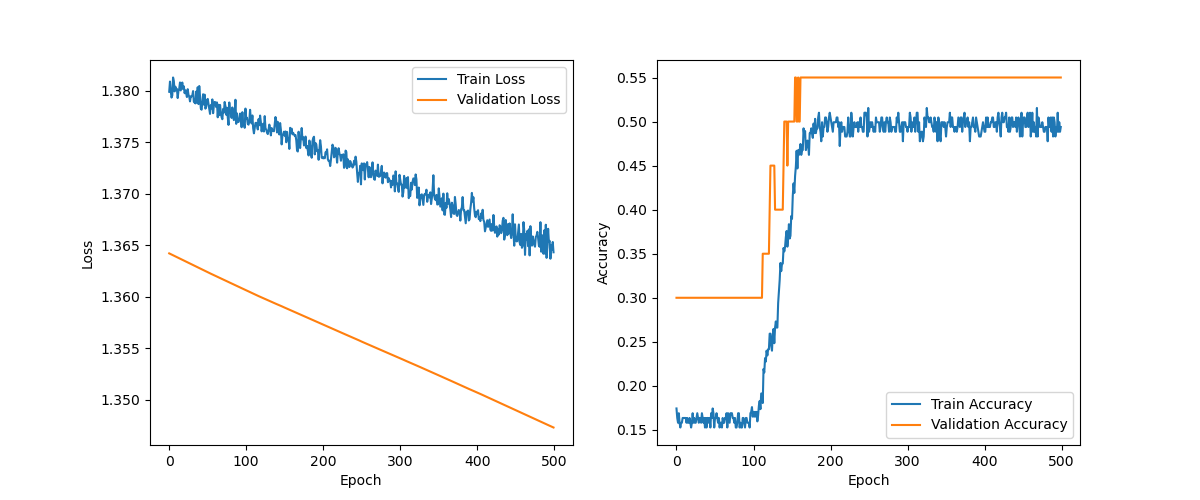 Train Loss
Validation Loss
1.380
1.375
1.370
1.365
1.360
1.355
1.350
Loss
0 100 200 300 400 500
Epoch
0.55
0.50
0.45
0.40
0.35
0.30
0.25
0.20
0.15
Accuracy
Train Accuracy
Validation Accuracy
0 100 200 300 400 500
Epoch